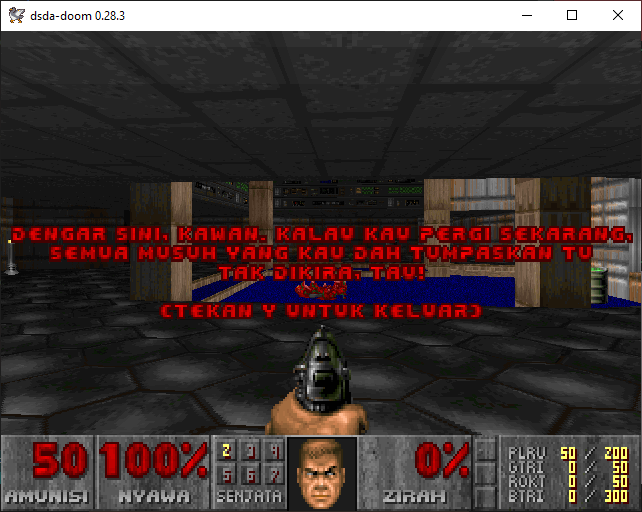 dsda-doom 0.28.3
DENGAR SINI, KAWAN. KALAU KAU PERGI SEKARANG,
SEMUA MUSUH YANG KAU DAH TUMPASKAN TU
TAK DIKIRA, TAU!
(TEKAN Y UNTUK KELUAR)
50 100% 2 3 4 0% PLRU 50 / 200
5 6 7 GTRI 0 / 50
ROKT 0 / 50
AMUNISI NYAWA SENJATA ZIRAH BTRI 0 / 300